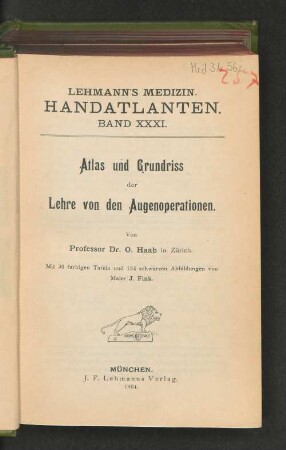 LEHMANN'S MEDIZIN.
HANDATLANTEN.
BAND XXXI.
Atlas und Grundriss
der
Lehre von den Augenoperationen.
Von
Professor Dr. O. Haab in Zürich.
Mit 30 farbigen Tafeln und 154 schwarzen Abbildungen von
Maler J. Fink.
MÜNCHEN.
J. F. Lehmanns Verlag.
1904.